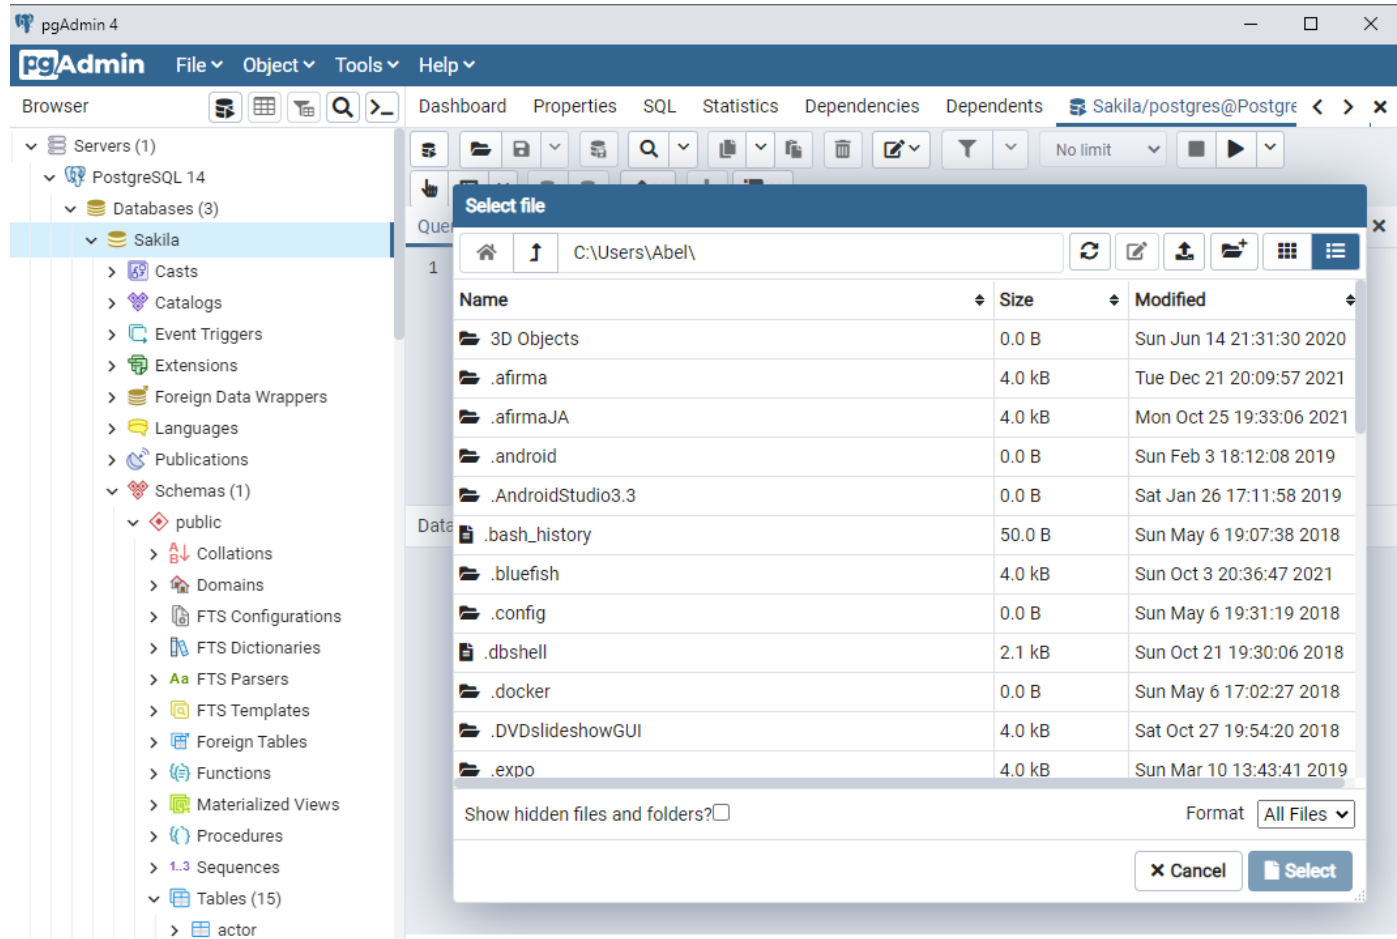 pgAdmin 4
pgAdmin File Object Tools Help
Browser
Dashboard Properties SQL Statistics Dependencies Dependents Sakila/postgres@Postgre
No limit
Servers (1)
PostgreSQL 14
Databases (3)
Sakila
Casts
Catalogs
Event Triggers
Extensions
Foreign Data Wrappers
Languages
Publications
Schemas (1)
public
Collations
Domains
FTS Configurations
FTS Dictionaries
Aa FTS Parsers
FTS Templates
Foreign Tables
Functions
Materialized Views
Procedures
1..3 Sequences
Tables (15)
actor
Que
1
Data
Select file
C:\Users\Abel\
Name Size Modified
3D Objects 0.0 B Sun Jun 14 21:31:30 2020
.afirma 4.0 kB Tue Dec 21 20:09:57 2021
.afirmaJA 4.0 kB Mon Oct 25 19:33:06 2021
.android 0.0 B Sun Feb 3 18:12:08 2019
.AndroidStudio3.3 0.0 B Sat Jan 26 17:11:58 2019
.bash_history 50.0 B Sun May 6 19:07:38 2018
.bluefish 4.0 kB Sun Oct 3 20:36:47 2021
.config 0.0 B Sun May 6 19:31:19 2018
.dbshell 2.1 kB Sun Oct 21 19:30:06 2018
.docker 0.0 B Sun May 6 17:02:27 2018
.DVDslideshowGUI 4.0 kB Sat Oct 27 19:54:20 2018
.expo 4.0 kB Sun Mar 10 13:43:41 2019
Show hidden files and folders?
Format All Files
Cancel Select